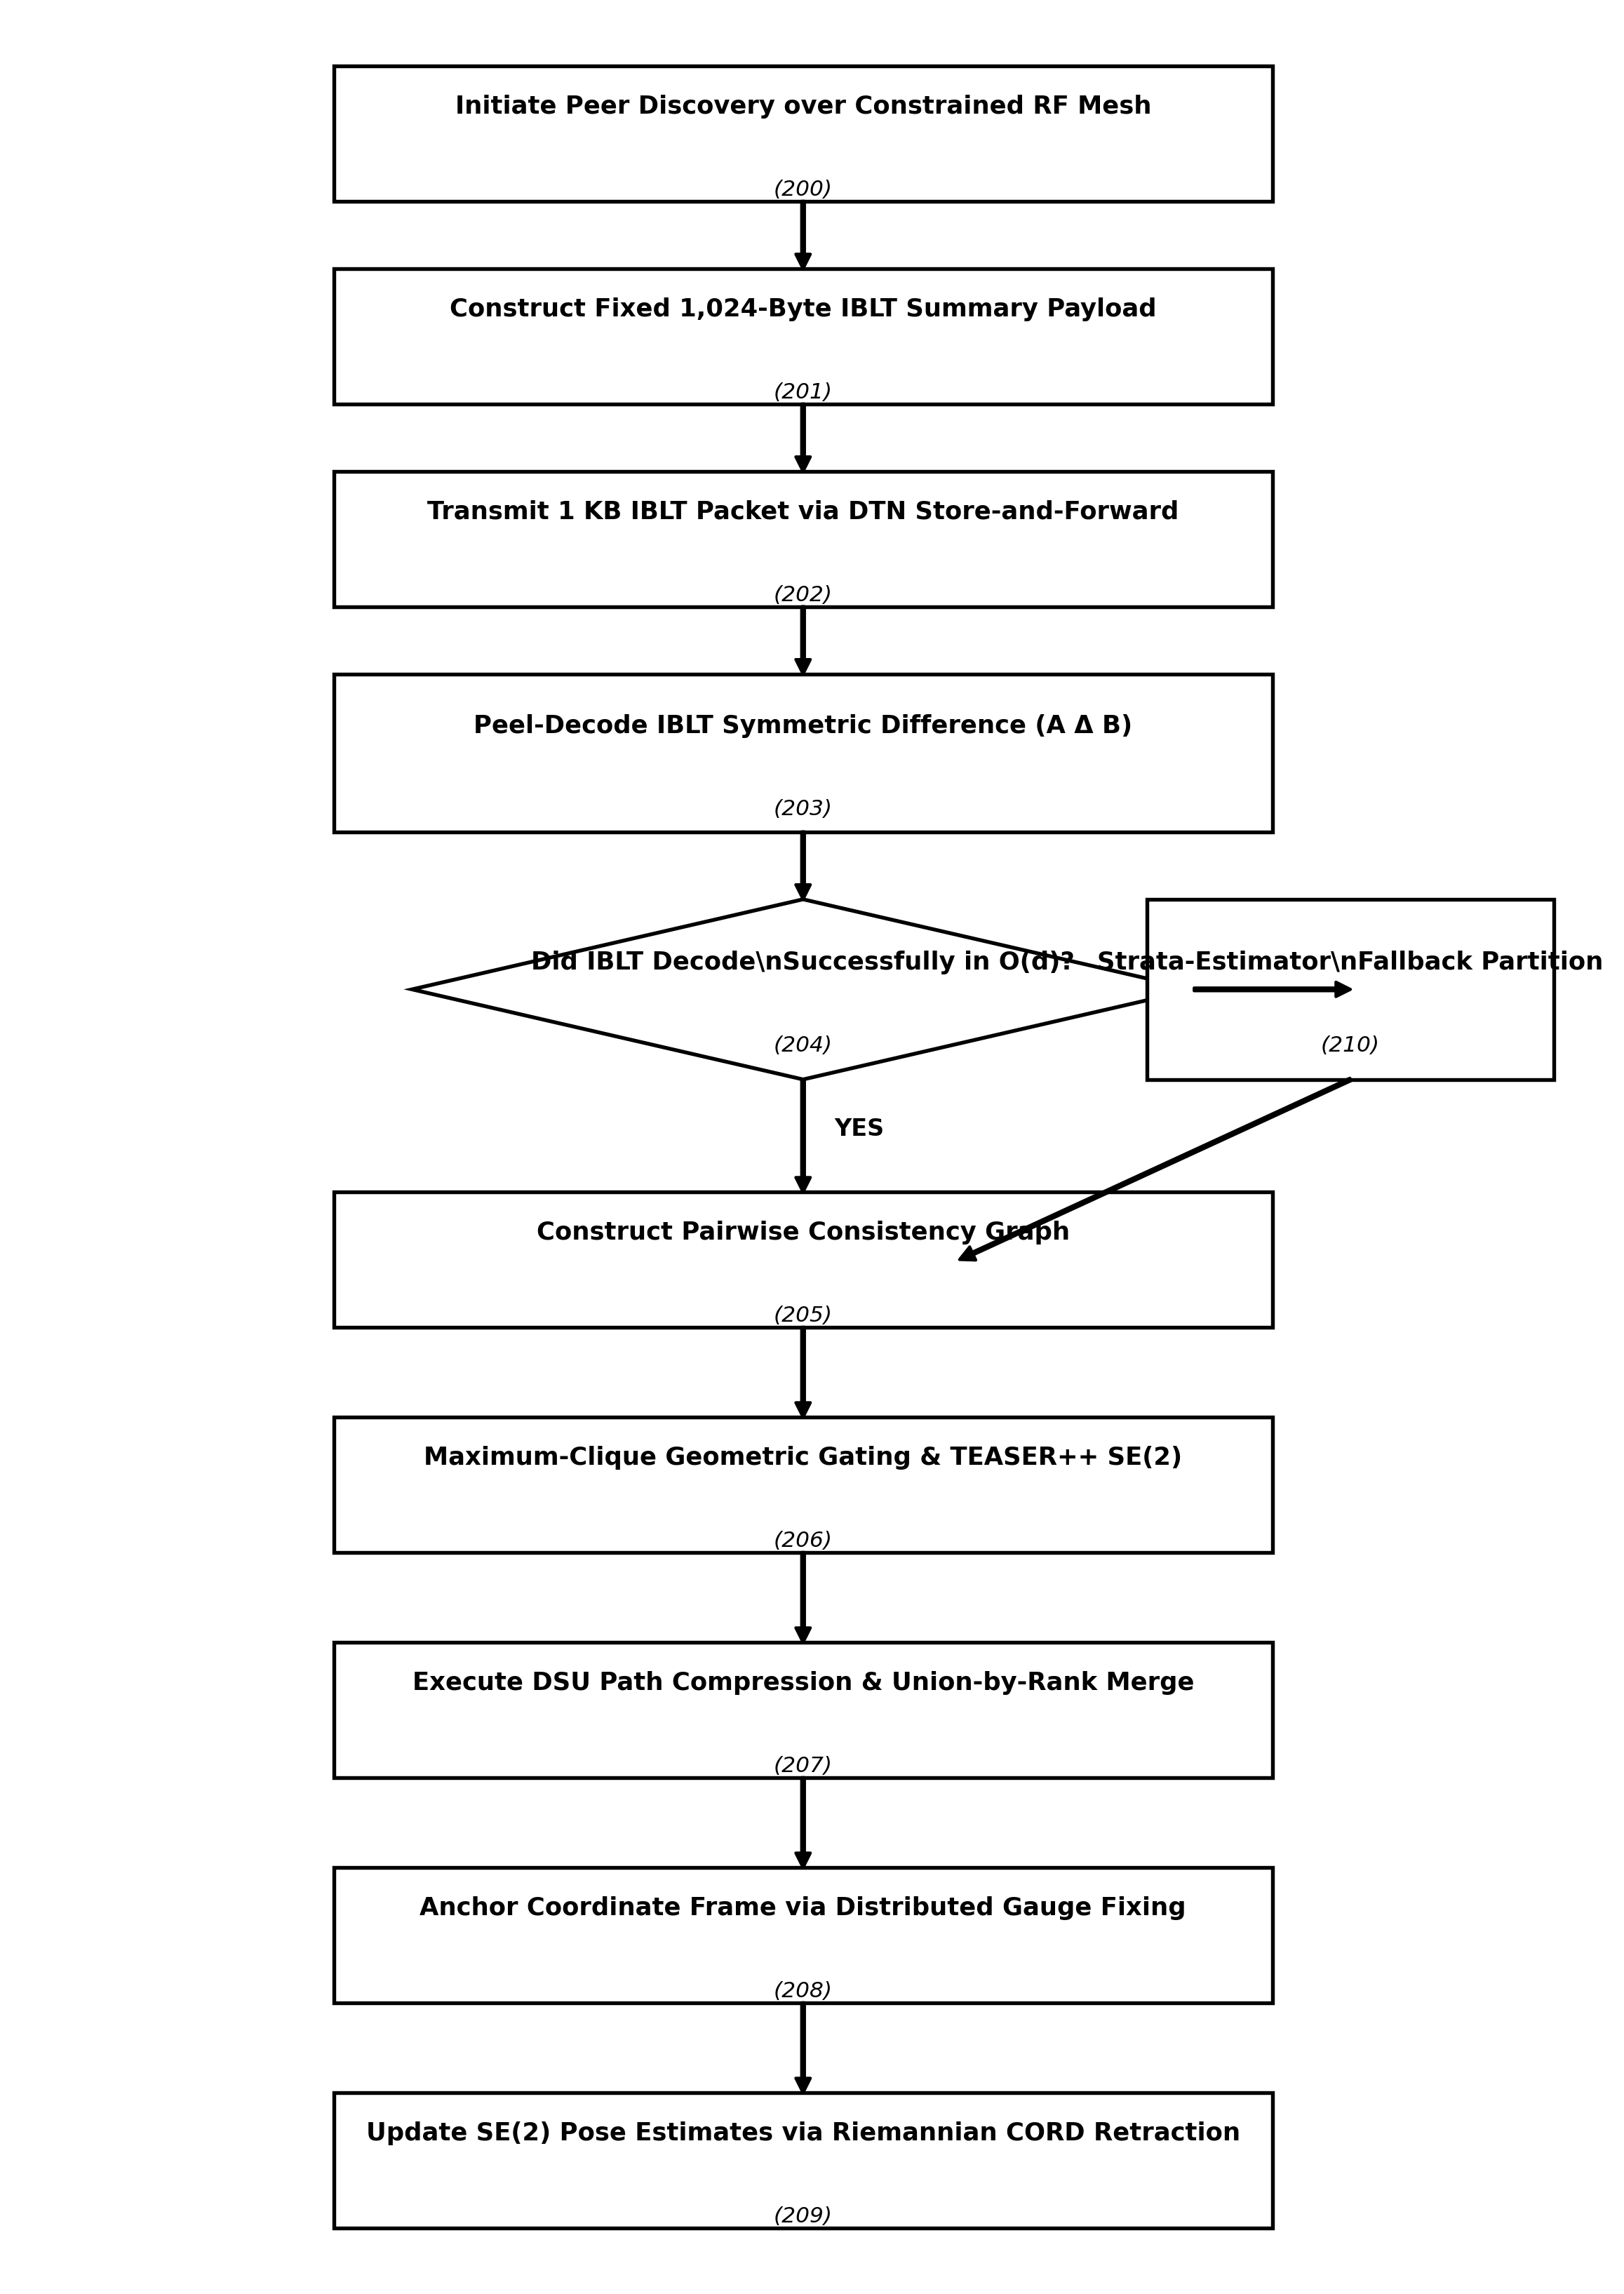 Initiate Peer Discovery over Constrained RF Mesh
(200)
Construct Fixed 1,024-Byte IBLT Summary Payload
(201)
Transmit 1 KB IBLT Packet via DTN Store-and-Forward
(202)
Peel-Decode IBLT Symmetric Difference (A Δ B)
(203)
Did IBLT Decode\nSuccessfully in O(d)?
(204)
Strata-Estimator\nFallback Partition
(210)
YES
Construct Pairwise Consistency Graph
(205)
Maximum-Clique Geometric Gating & TEASER++ SE(2)
(206)
Execute DSU Path Compression & Union-by-Rank Merge
(207)
Anchor Coordinate Frame via Distributed Gauge Fixing
(208)
Update SE(2) Pose Estimates via Riemannian CORD Retraction
(209)